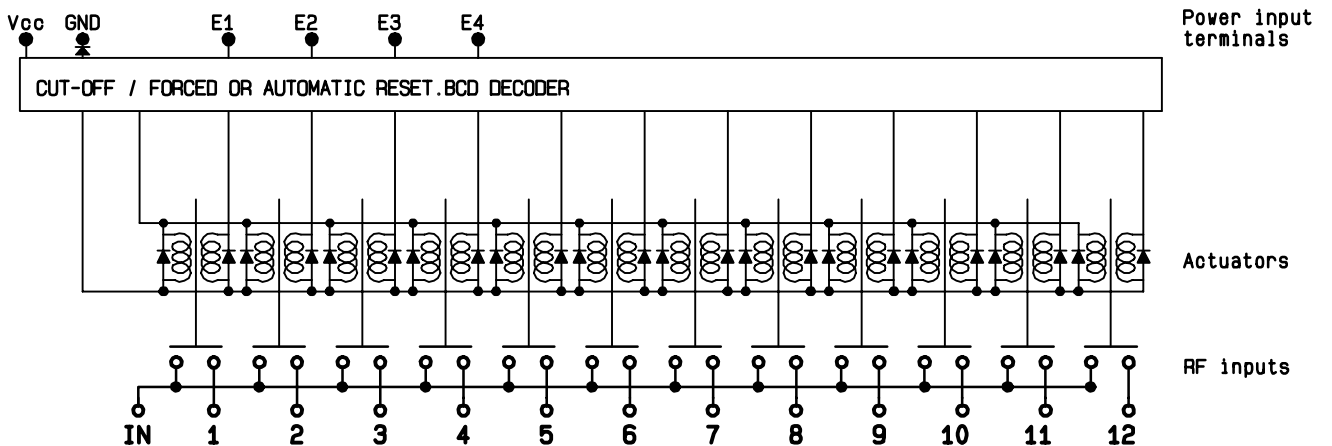 Vcc GND E1 E2 E3 E4
Power input
terminals
CUT-OFF / FORCED OR AUTOMATIC RESET.BCD DECODER
Actuators
RF inputs
IN 1 2 3 4 5 6 7 8 9 10 11 12